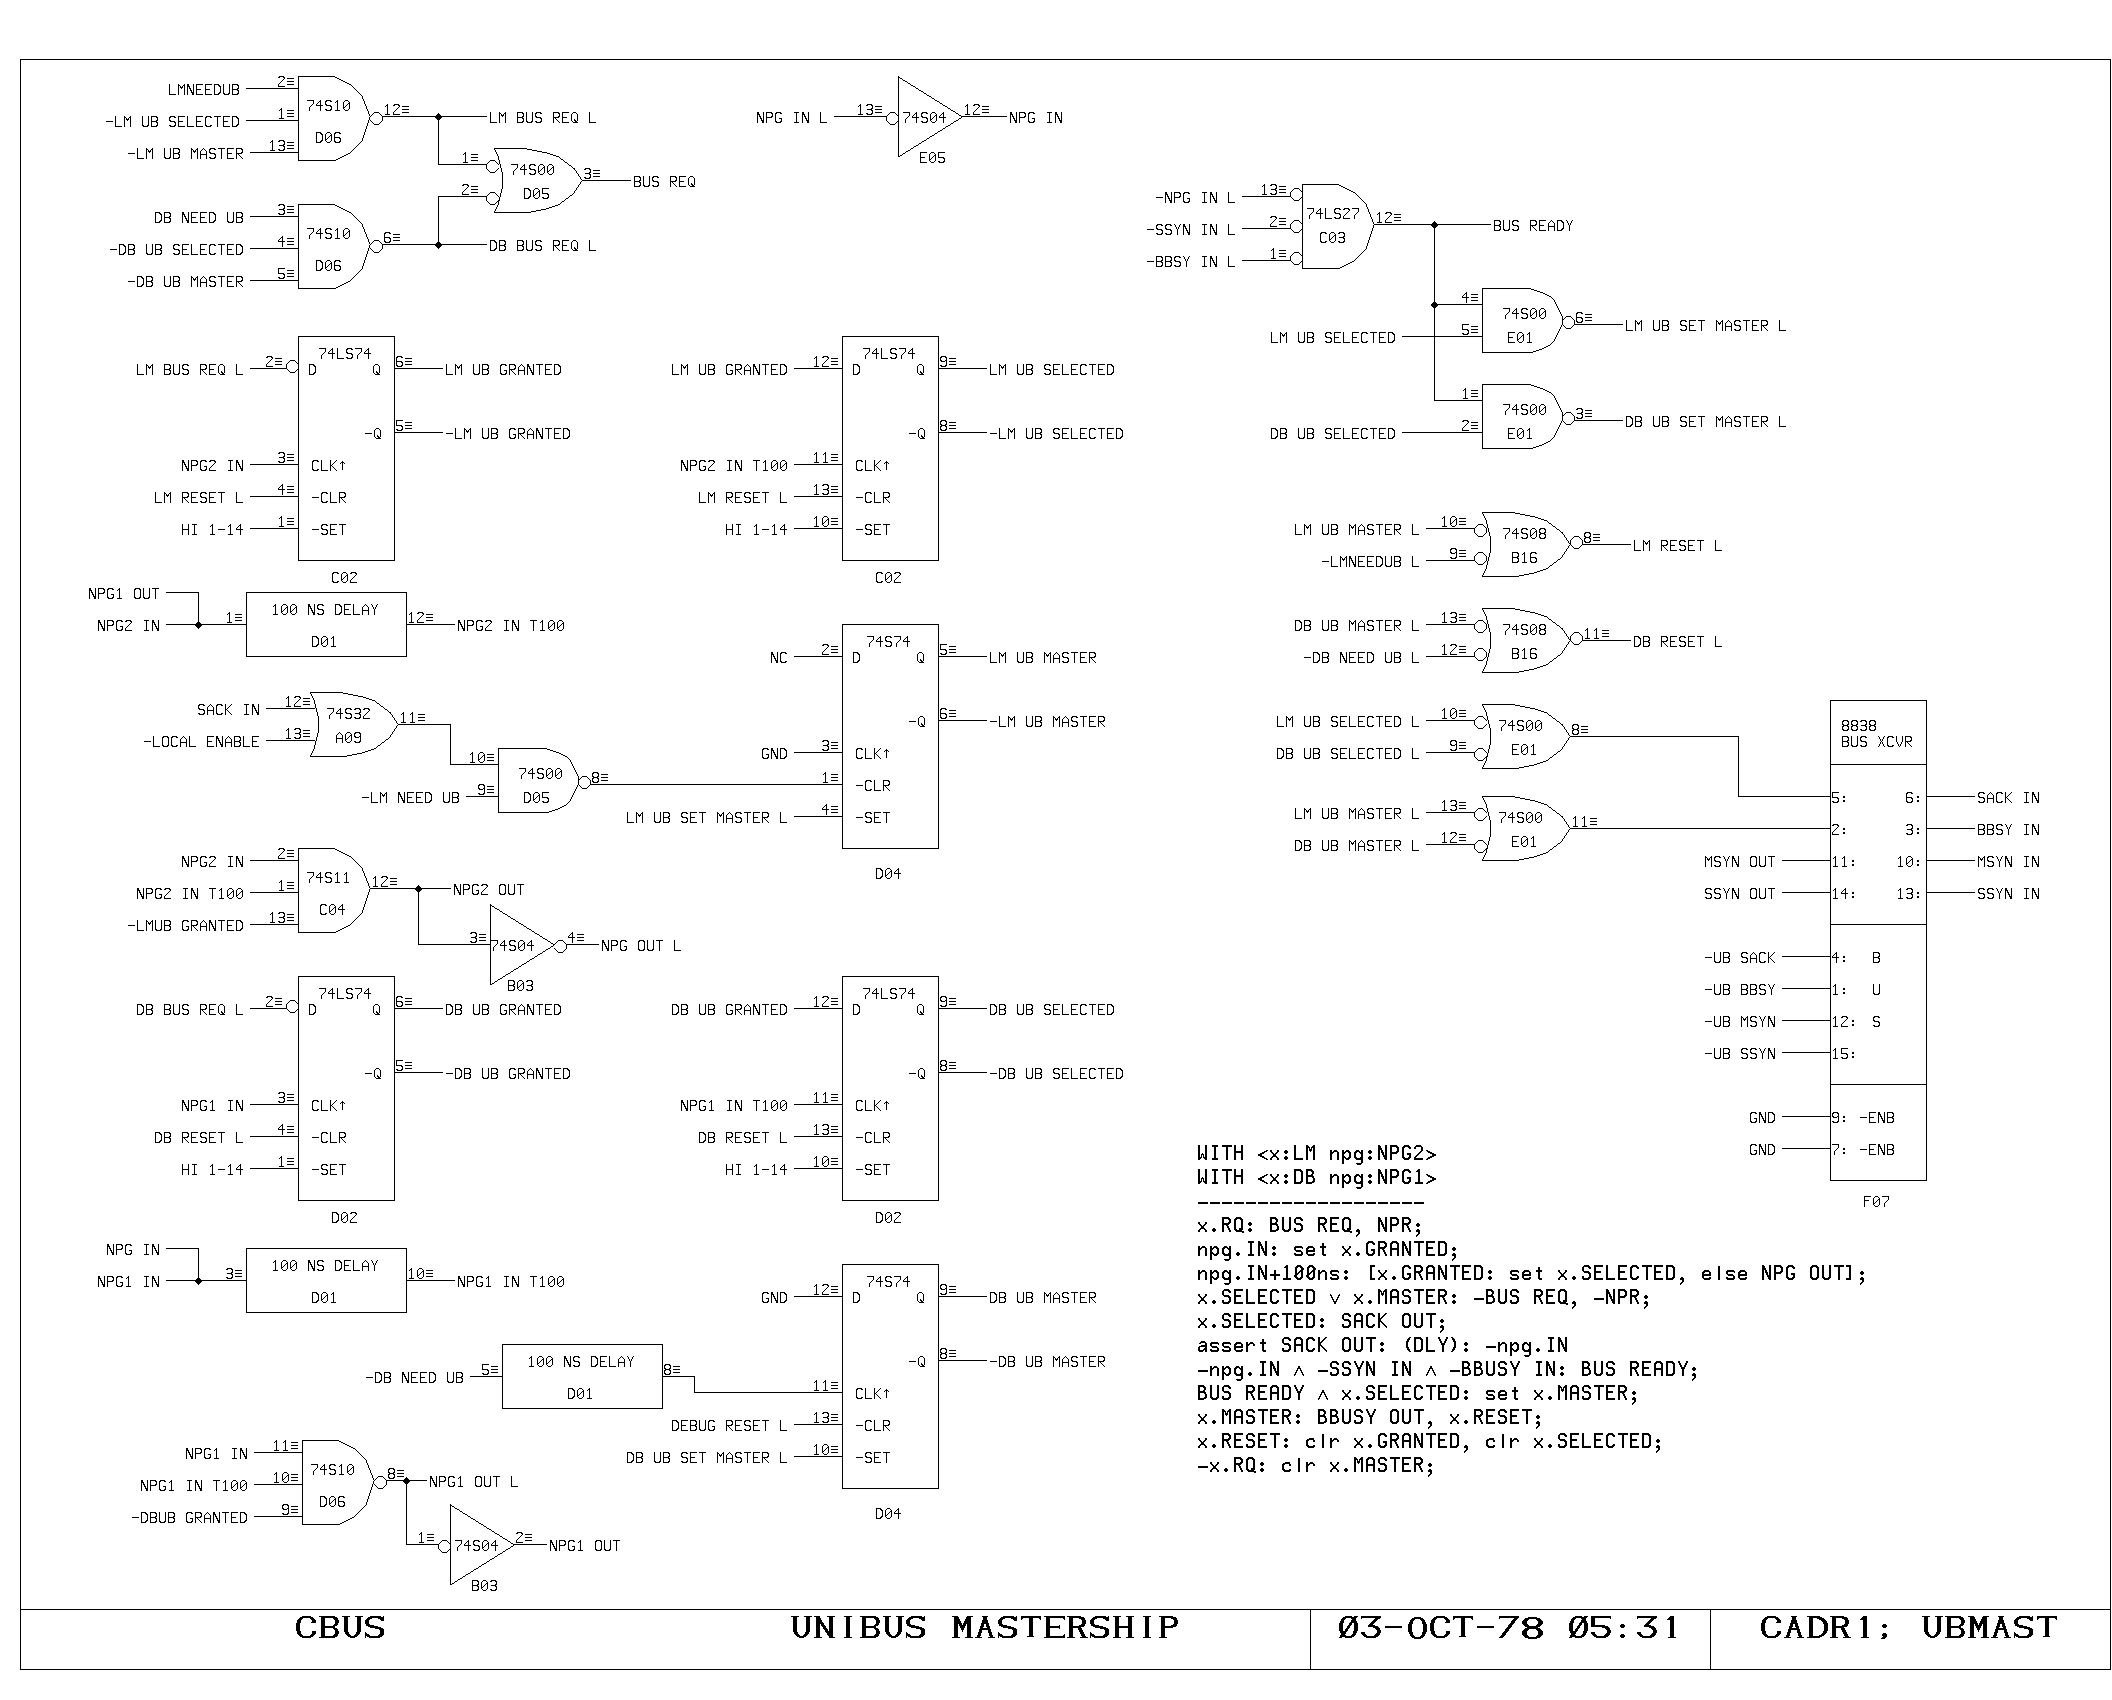 LMNEEDUB 2≡
-LM UB SELECTED 1≡
-LM UB MASTER 13≡
74S10
D06
12≡ LM BUS REQ L
DB NEED UB 3≡
-DB UB SELECTED 4≡
-DB UB MASTER 5≡
74S10
D06
6≡ DB BUS REQ L
1≡
2≡
74S00
D05
3≡ BUS REQ
NPG IN L 13≡ 74S04 12≡ NPG IN
E05
-NPG IN L 13≡
-SSYN IN L 2≡
-BBSY IN L 1≡
74LS27
C03
12≡ BUS READY
4≡
LM UB SELECTED 5≡
74S00
E01
6≡ LM UB SET MASTER L
1≡
DB UB SELECTED 2≡
74S00
E01
3≡ DB UB SET MASTER L
74LS74
LM BUS REQ L 2≡ D Q 6≡ LM UB GRANTED
-Q 5≡ -LM UB GRANTED
NPG2 IN 3≡ CLK↑
LM RESET L 4≡ -CLR
HI 1-14 1≡ -SET
C02
74LS74
LM UB GRANTED 12≡ D Q 9≡ LM UB SELECTED
-Q 8≡ -LM UB SELECTED
NPG2 IN T100 11≡ CLK↑
LM RESET L 13≡ -CLR
HI 1-14 10≡ -SET
C02
LM UB MASTER L 10≡
-LMNEEDUB L 9≡
74S08
B16
8≡ LM RESET L
DB UB MASTER L 13≡
-DB NEED UB L 12≡
74S08
B16
11≡ DB RESET L
NPG1 OUT
NPG2 IN 1≡
100 NS DELAY
D01
12≡ NPG2 IN T100
74S74
NC 2≡ D Q 5≡ LM UB MASTER
-Q 6≡ -LM UB MASTER
GND 3≡ CLK↑
1≡ -CLR
LM UB SET MASTER L 4≡ -SET
D04
SACK IN 12≡
-LOCAL ENABLE 13≡
74S32
A09
11≡
10≡
-LM NEED UB 9≡
74S00
D05
8≡
LM UB SELECTED L 10≡
DB UB SELECTED L 9≡
74S00
E01
8≡
LM UB MASTER L 13≡
DB UB MASTER L 12≡
74S00
E01
11≡
8838
BUS XCVR
5: 6: SACK IN
2: 3: BBSY IN
MSYN OUT 11: 10: MSYN IN
SSYN OUT 14: 13: SSYN IN
-UB SACK 4: B
-UB BBSY 1: U
-UB MSYN 12: S
-UB SSYN 15:
GND 9: -ENB
GND 7: -ENB
F07
NPG2 IN 2≡
NPG2 IN T100 1≡
-LMUB GRANTED 13≡
74S11
C04
12≡ NPG2 OUT
3≡ 74S04 4≡ NPG OUT L
B03
74LS74
DB BUS REQ L 2≡ D Q 6≡ DB UB GRANTED
-Q 5≡ -DB UB GRANTED
NPG1 IN 3≡ CLK↑
DB RESET L 4≡ -CLR
HI 1-14 1≡ -SET
D02
74LS74
DB UB GRANTED 12≡ D Q 9≡ DB UB SELECTED
-Q 8≡ -DB UB SELECTED
NPG1 IN T100 11≡ CLK↑
DB RESET L 13≡ -CLR
HI 1-14 10≡ -SET
D02
NPG IN
NPG1 IN 3≡
100 NS DELAY
D01
10≡ NPG1 IN T100
74S74
GND 12≡ D Q 9≡ DB UB MASTER
-Q 8≡ -DB UB MASTER
11≡ CLK↑
DEBUG RESET L 13≡ -CLR
DB UB SET MASTER L 10≡ -SET
D04
-DB NEED UB 5≡
100 NS DELAY
D01
8≡
NPG1 IN 11≡
NPG1 IN T100 10≡
-DBUB GRANTED 9≡
74S10
D06
8≡ NPG1 OUT L
1≡ 74S04 2≡ NPG1 OUT
B03
WITH <x:LM npg:NPG2>
WITH <x:DB npg:NPG1>
-------------------
x.RQ: BUS REQ, NPR;
npg.IN: set x.GRANTED;
npg.IN+100ns: [x.GRANTED: set x.SELECTED, else NPG OUT];
x.SELECTED ∨ x.MASTER: -BUS REQ, -NPR;
x.SELECTED: SACK OUT;
assert SACK OUT: (DLY): -npg.IN
-npg.IN ∧ -SSYN IN ∧ -BBUSY IN: BUS READY;
BUS READY ∧ x.SELECTED: set x.MASTER;
x.MASTER: BBUSY OUT, x.RESET;
x.RESET: clr x.GRANTED, clr x.SELECTED;
-x.RQ: clr x.MASTER;
CBUS UNIBUS MASTERSHIP 03-OCT-78 05:31 CADR1; UBMAST